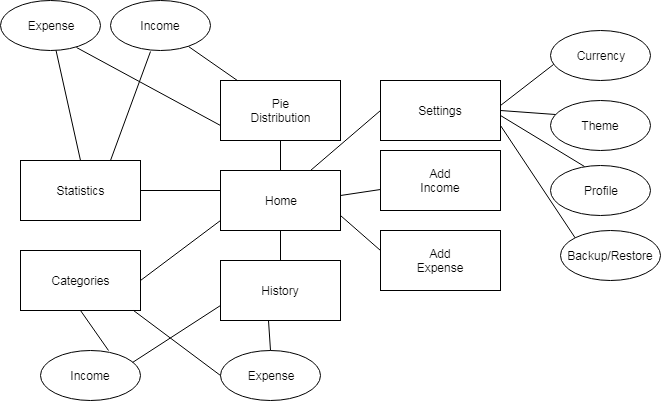 Expense
Income
Currency
Pie
Distribution
Settings
Theme
Statistics
Add
Income
Profile
Home
Add
Expense
Backup/Restore
Categories
History
Income
Expense